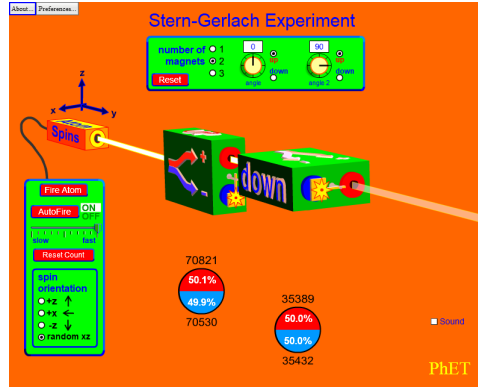 About... Preferences...
Stern-Gerlach Experiment
number of magnets
1
2
3
Reset
0
up
down
angle
90
up
down
angle 2
z
x
y
Spins
+
-
down
Fire Atom
AutoFire
ON
OFF
slow fast
Reset Count
spin orientation
+z
+x
-z
random xz
70821
50.1%
49.9%
70530
35389
50.0%
50.0%
35432
Sound
PhET